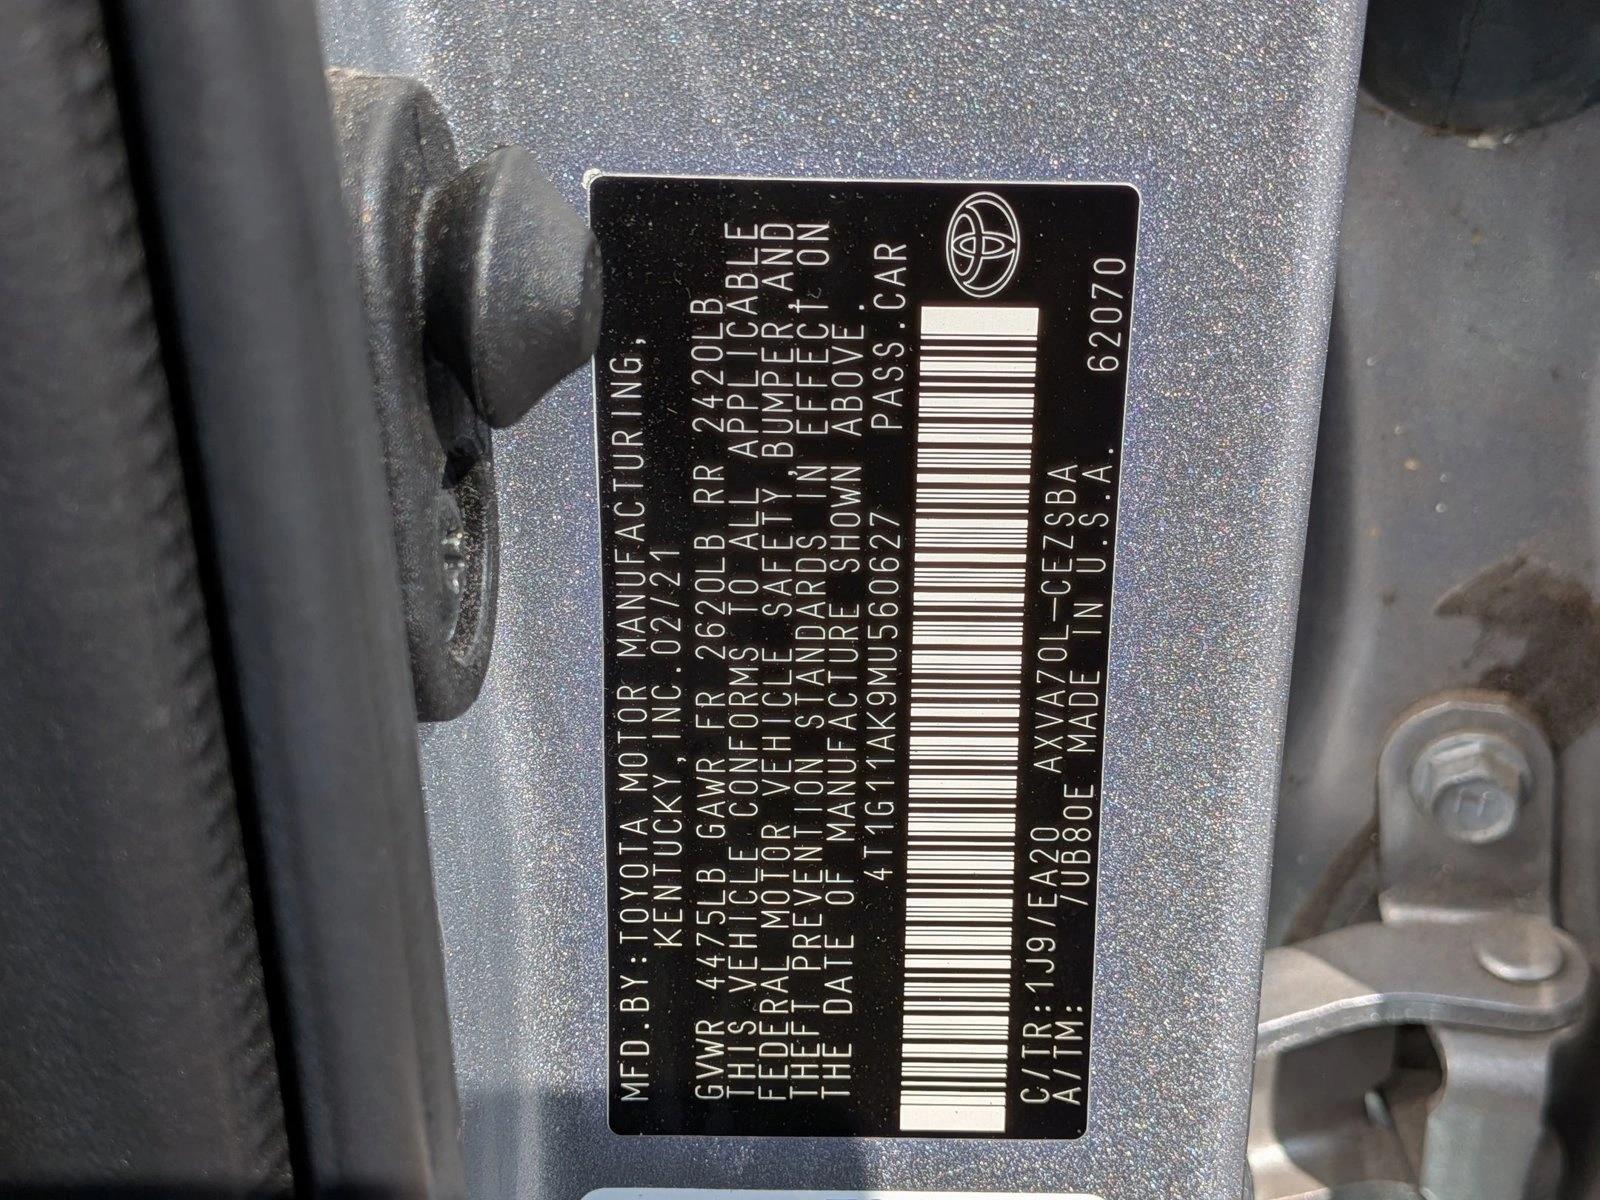 MFD.BY:TOYOTA MOTOR MANUFACTURING,
KENTUCKY,INC.02/21
GVWR 4475LB GAWR FR 2620LB RR 2420LB
THIS VEHICLE CONFORMS TO ALL APPLICABLE
FEDERAL MOTOR VEHICLE SAFETY,BUMPER,AND
THEFT PREVENTION STANDARDS IN EFFECT ON
THE DATE OF MANUFACTURE SHOWN ABOVE.
4T1G11AK9MU560627 PASS.CAR
C/TR:1J9/EA20 AXVA70L-CEZSBA
A/TM: /UB80E MADE IN U.S.A. 62070